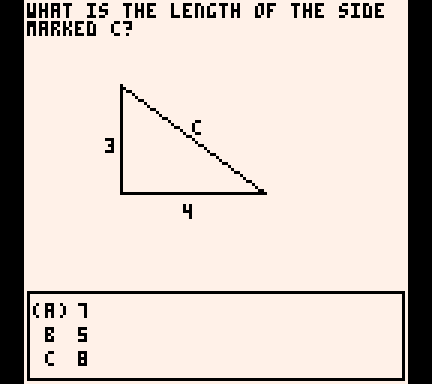 WHAT IS THE LENGTH OF THE SIDE
MARKED C?
C
3
4
(A) 7
B 5
C 8